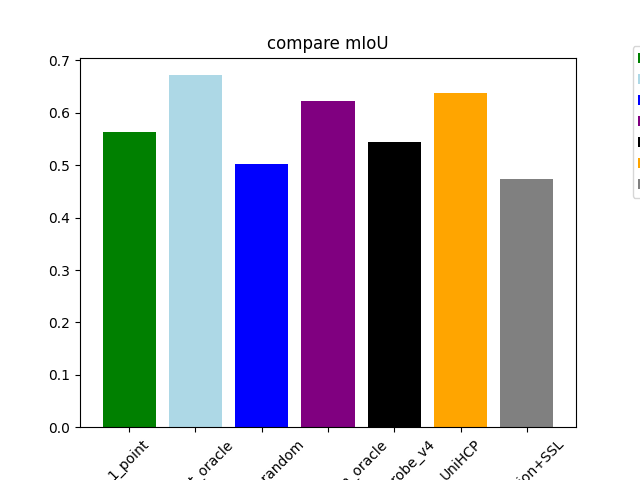 compare mIoU
0.7
0.6
0.5
0.4
0.3
0.2
0.1
0.0
1_point
_oracle
random
_oracle
robe_v4
UniHCP
ion+SSL